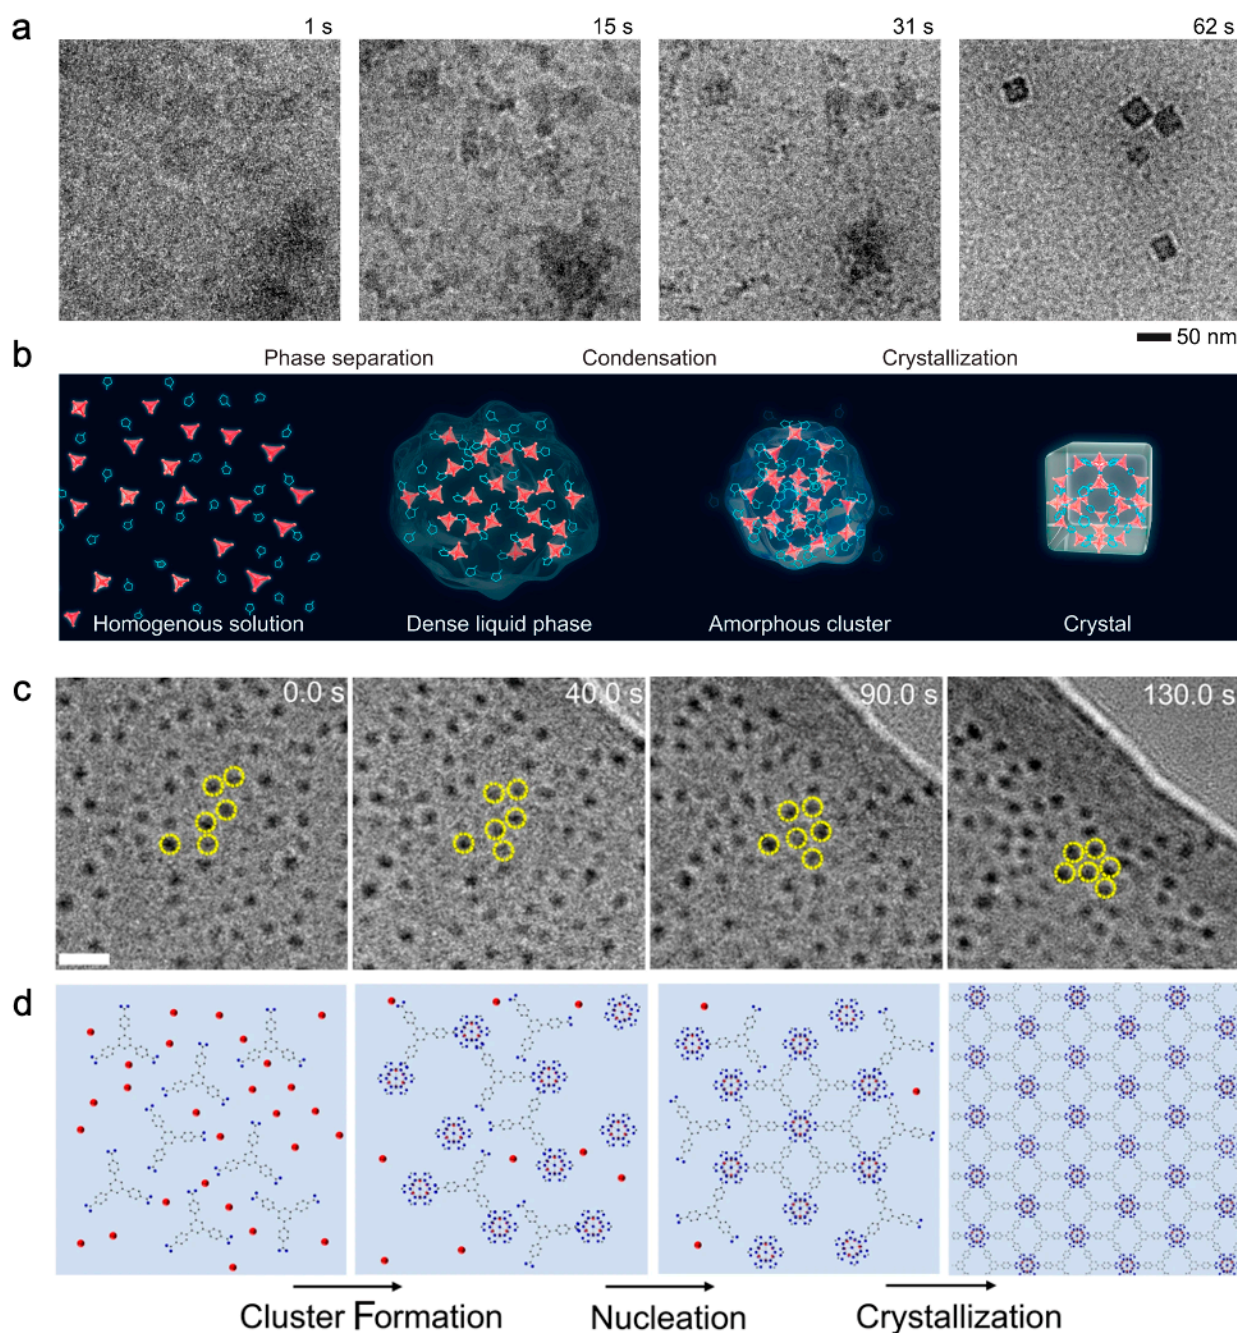 a
1 s 15 s 31 s 62 s
50 nm
b
Phase separation Condensation Crystallization
Homogenous solution Dense liquid phase Amorphous cluster Crystal
c
0.0 s 40.0 s 90.0 s 130.0 s
d
Cluster Formation Nucleation Crystallization